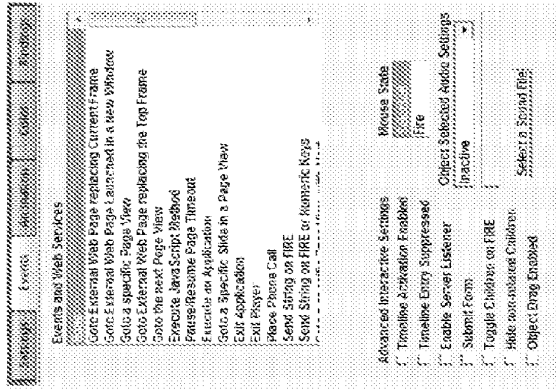 Settings Events Animation Color
Events and Web Services
Goto External Web Page replacing Current Frame
Goto External Web Page Launched in a New Window
Goto a specific Page View
Goto External Web Page replacing the Top Frame
Goto the next Page View
Execute JavaScript Method
Pause/Resume Page Timeout
Execute an Application
Goto a Specific Slide in a Page View
Exit Application
Exit Player
Place Phone Call
Send String on FIRE
Send String on FIRE or Numeric Keys
Advanced Interactive Settings
Timeline Activation Enabled
Timeline Entry Suppressed
Enable Server Listener
Submit Form
Toggle Children on FIRE
Hide non-instance Children
Object Drag Enabled
Mouse State
Fire
Object Selected Audio Settings
Inactive
Select a Sound File!